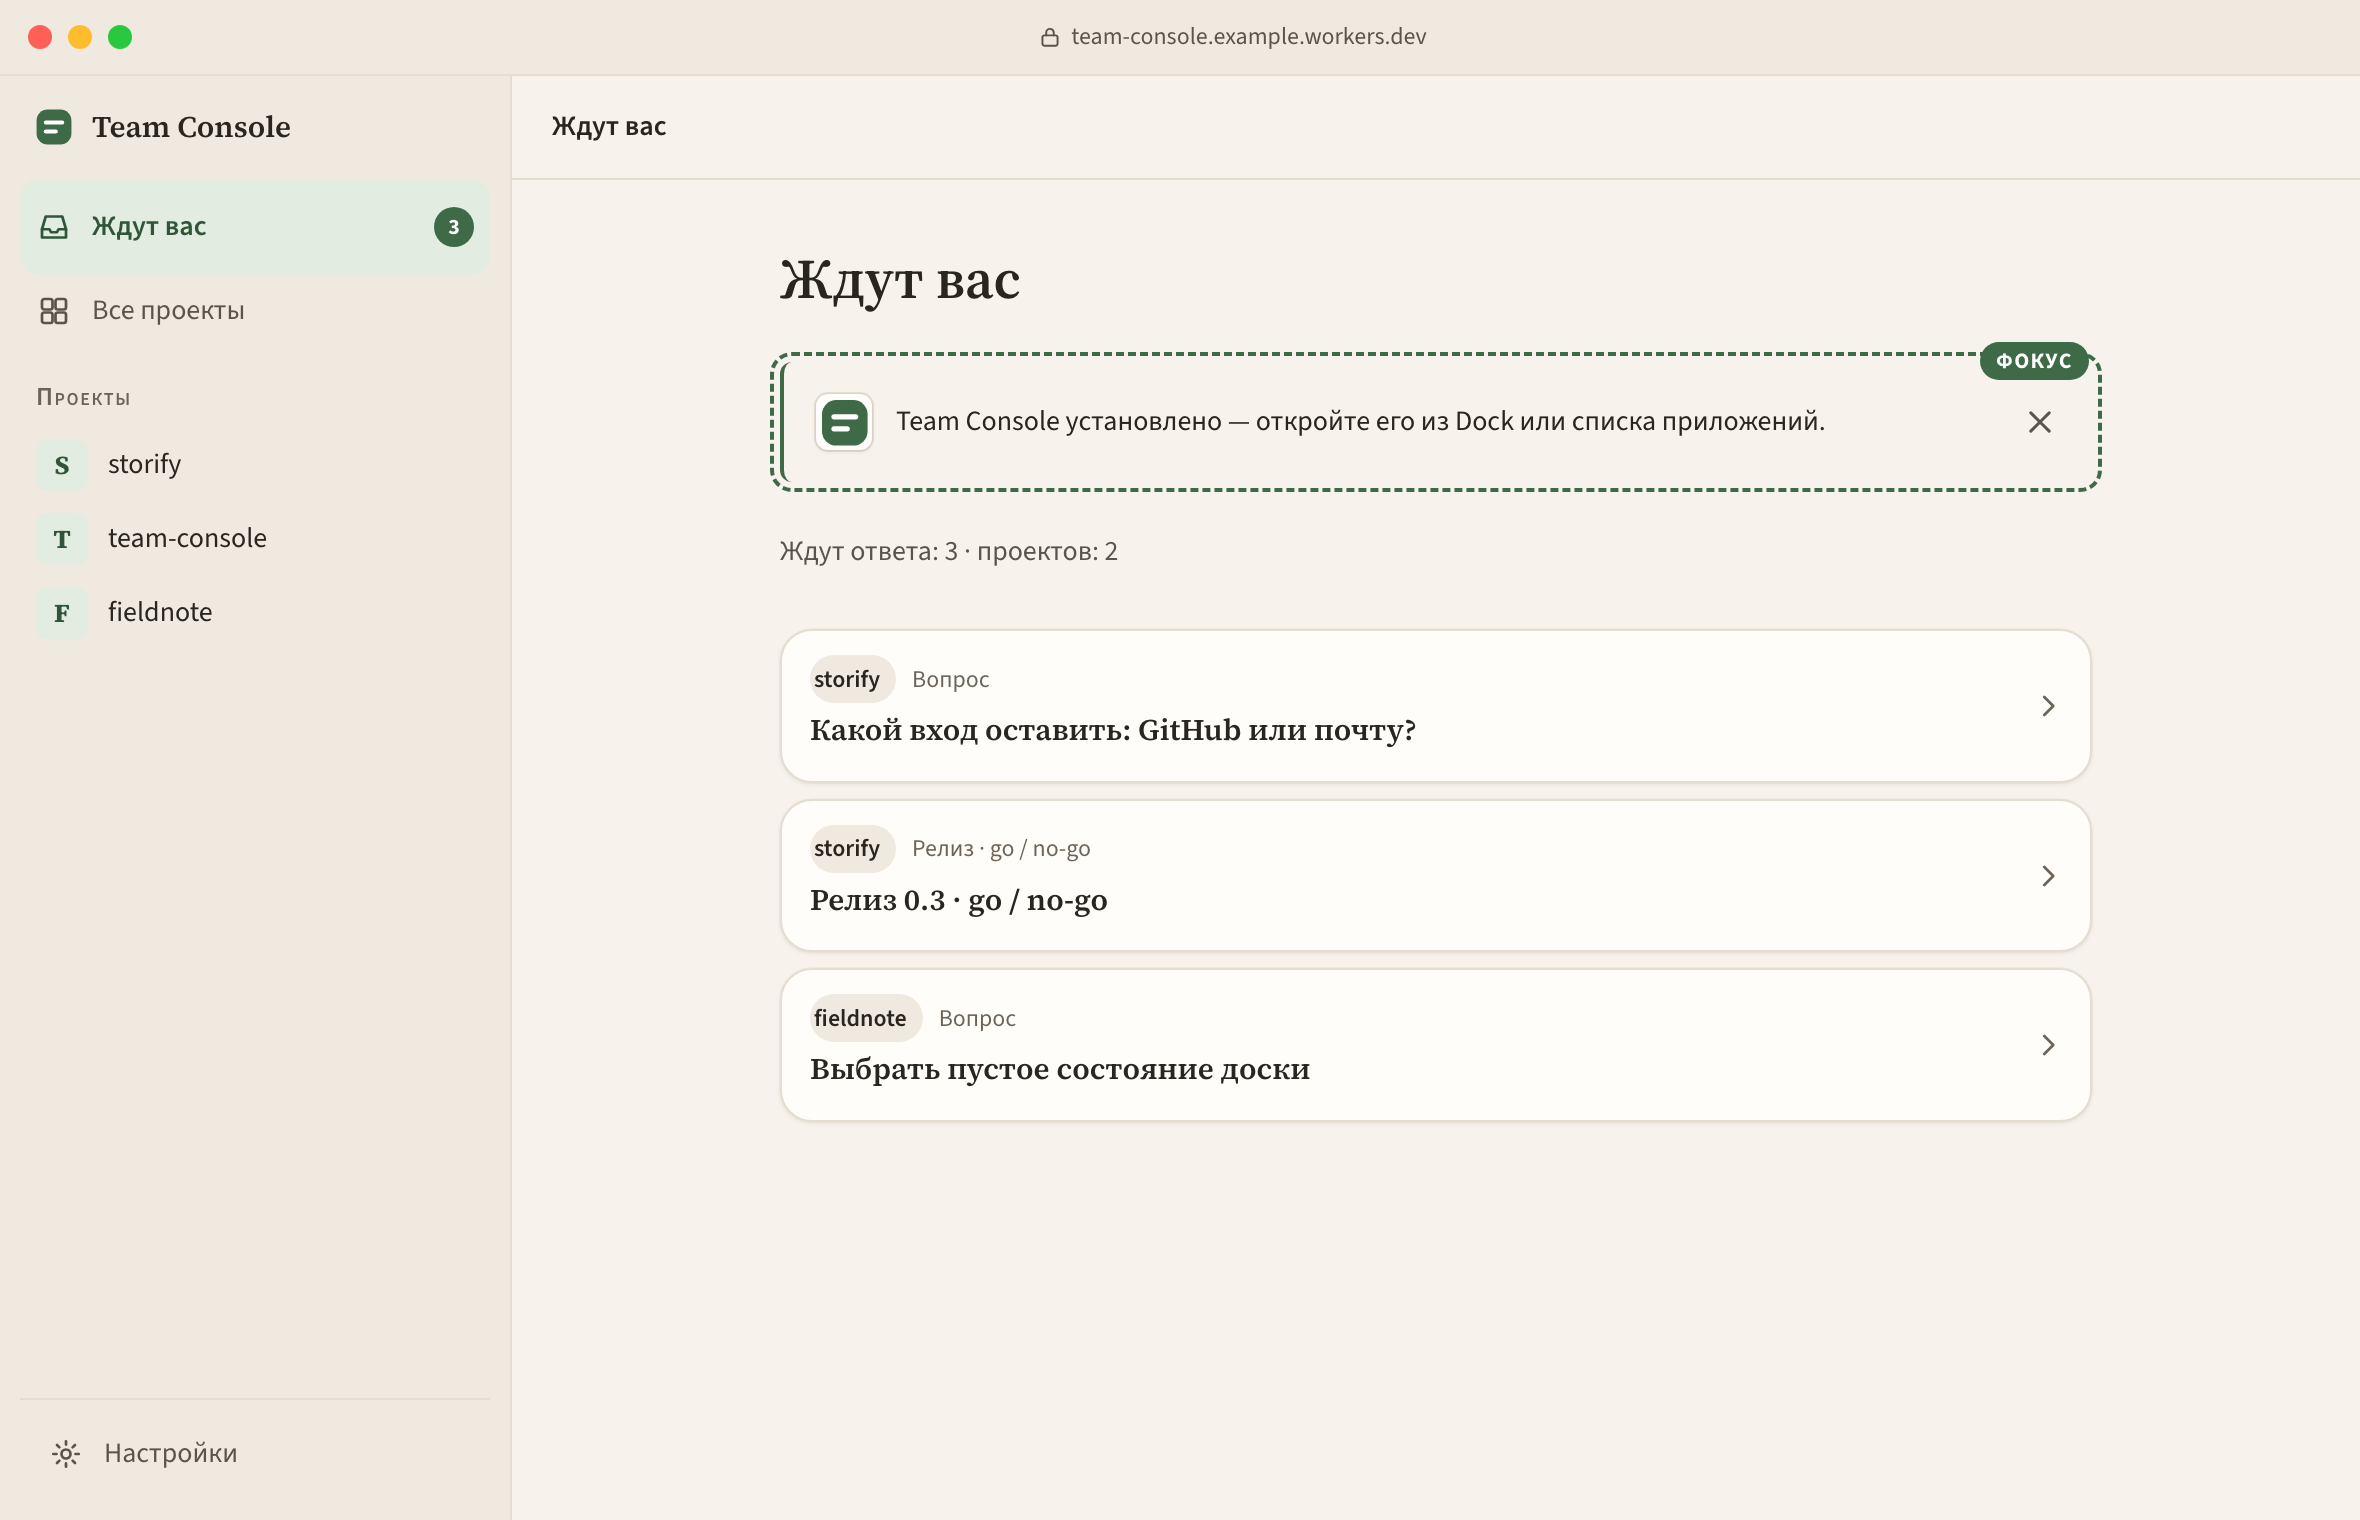 team-console.example.workers.dev
Team Console
Ждут вас
3
Все проекты
Проекты
S storify
T team-console
F fieldnote
Настройки
Ждут вас
Ждут вас
ФОКУС
Team Console установлено — откройте его из Dock или списка приложений.
Ждут ответа: 3 · проектов: 2
storify Вопрос
Какой вход оставить: GitHub или почту?
storify Релиз · go / no-go
Релиз 0.3 · go / no-go
fieldnote Вопрос
Выбрать пустое состояние доски